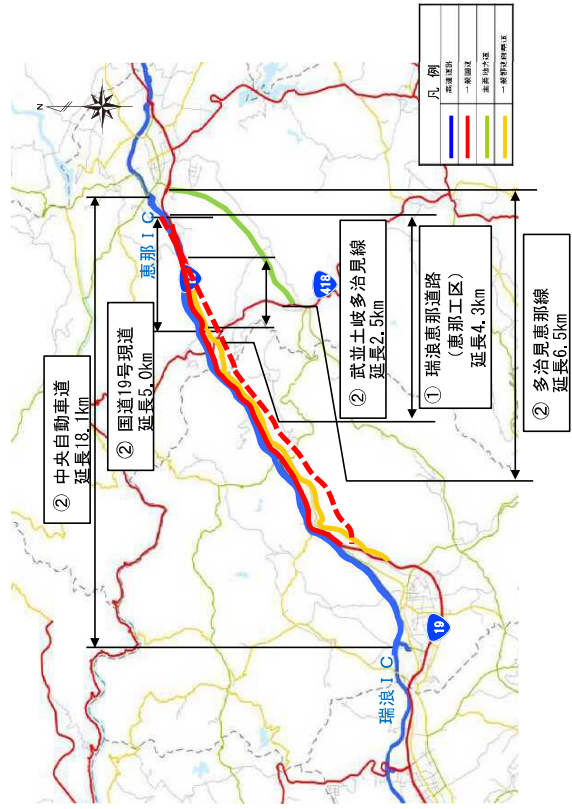 N
凡 例
高速道路
一般国道
主要地方道
一般都道府県道
② 中央自動車道
延長18.1km
② 国道19号現道
延長5.0km
恵那ＩＣ
418
② 武並土岐多治見線
延長2.5km
① 瑞浪恵那道路
(恵那工区)
延長4.3km
② 多治見恵那線
延長6.5km
19
瑞浪ＩＣ